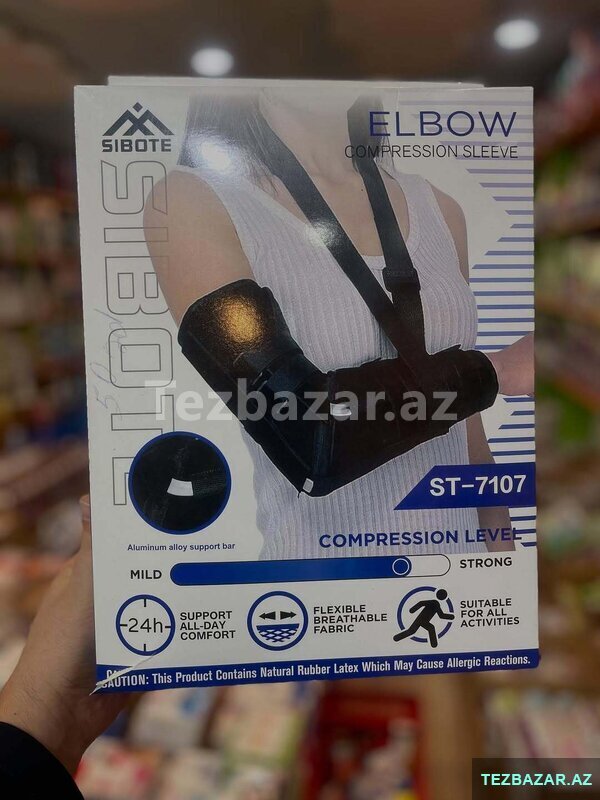 SIBOTE
ELBOW
COMPRESSION SLEEVE
SIBOTE
Tezbazar.az
ST-7107
Aluminum alloy support bar
COMPRESSION LEVEL
MILD
STRONG
24h
SUPPORT
ALL-DAY
COMFORT
FLEXIBLE
BREATHABLE
FABRIC
SUITABLE
FOR ALL
ACTIVITIES
CAUTION: This Product Contains Natural Rubber Latex Which May Cause Allergic Reactions.
TEZBAZAR.AZ